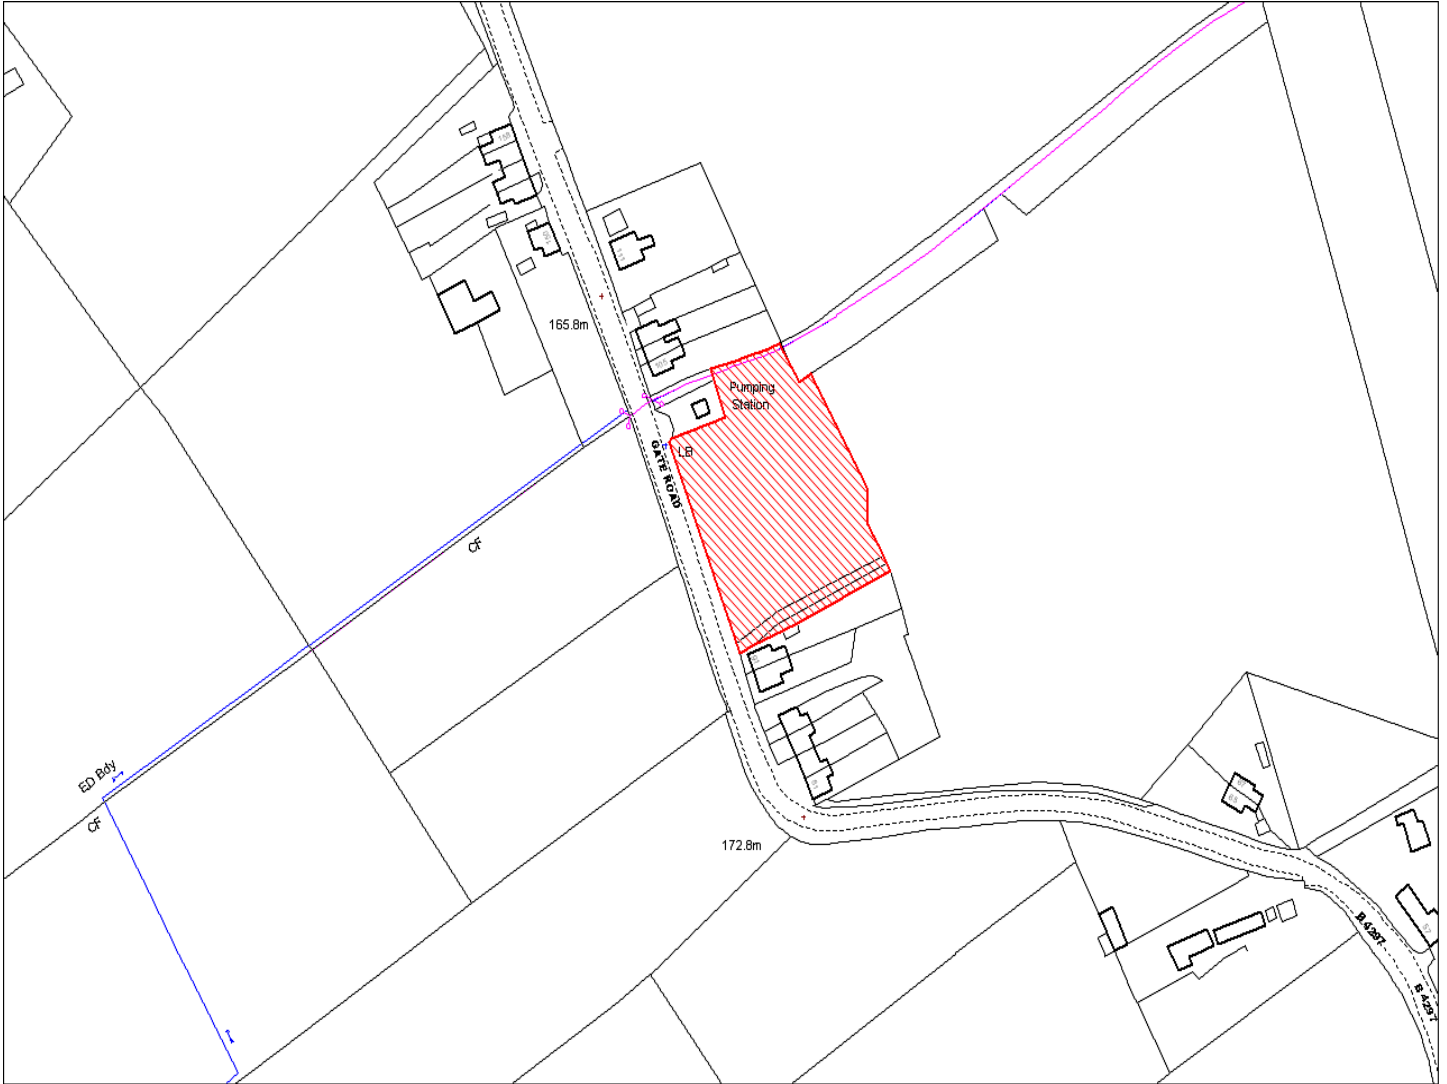 165.8m
Pumping
Station
LB
GATE ROAD
CF
ED Bdy
CF
172.8m
B 4297
B 4297